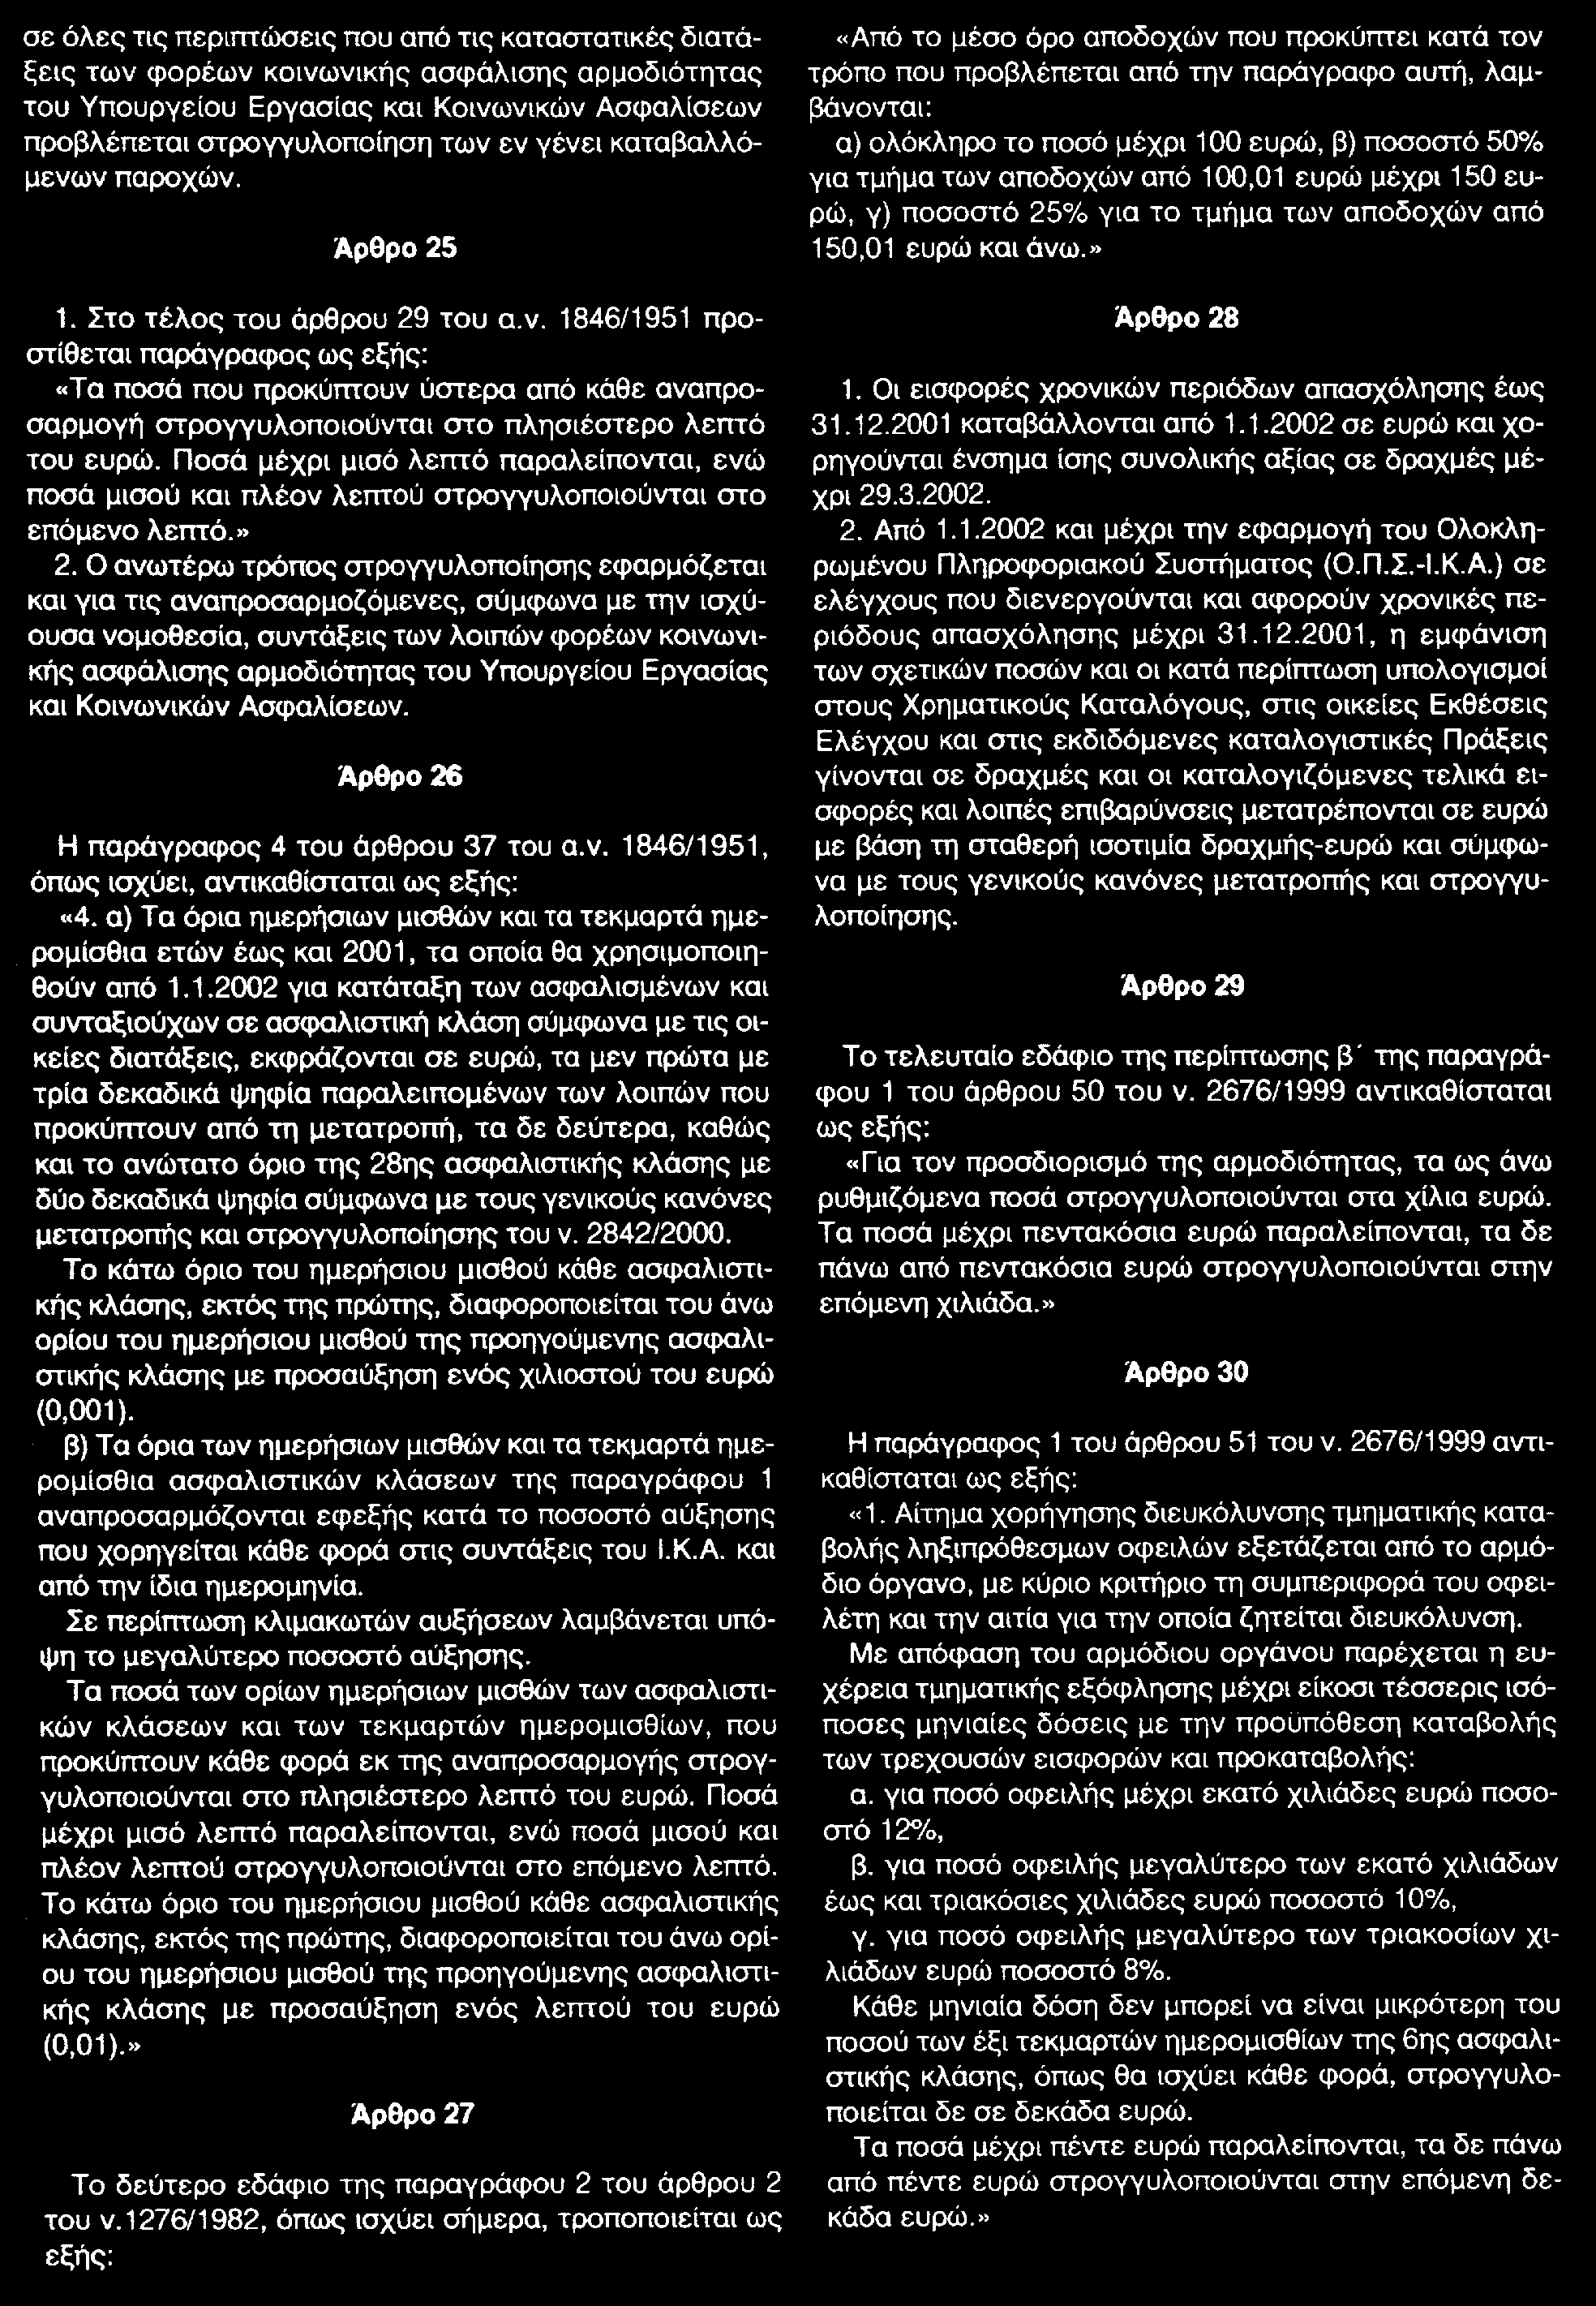 σε όλες τις περιπτώσεις που από τις καταστατικές διατά-
ξεις των φορέων κοινωνικής ασφάλισης αρμοδιότητας
του Υπουργείου Εργασίας και Κοινωνικών Ασφαλίσεων
προβλέπεται στρογγυλοποίηση των εν γένει καταβαλλό-
μενων παροχών.
Άρθρο 25
1. Στο τέλος του άρθρου 29 του α.ν. 1846/1951 προ-
στίθεται παράγραφος ως εξής:
«Τα ποσά που προκύπτουν ύστερα από κάθε αναπρο-
σαρμογή στρογγυλοποιούνται στο πλησιέστερο λεπτό
του ευρώ. Ποσά μέχρι μισό λεπτό παραλείπονται, ενώ
ποσά μισού και πλέον λεπτού στρογγυλοποιούνται στο
επόμενο λεπτό.»
2. Ο ανωτέρω τρόπος στρογγυλοποίησης εφαρμόζεται
και για τις αναπροσαρμοζόμενες, σύμφωνα με την ισχύ-
ουσα νομοθεσία, συντάξεις των λοιπών φορέων κοινωνι-
κής ασφάλισης αρμοδιότητας του Υπουργείου Εργασίας
και Κοινωνικών Ασφαλίσεων.
Άρθρο 26
Η παράγραφος 4 του άρθρου 37 του α.ν. 1846/1951,
όπως ισχύει, αντικαθίσταται ως εξής:
«4. α) Τα όρια ημερήσιων μισθών και τα τεκμαρτά ημε-
ρομίσθια ετών έως και 2001, τα οποία θα χρησιμοποιη-
θούν από 1.1.2002 για κατάταξη των ασφαλισμένων και
συνταξιούχων σε ασφαλιστική κλάση σύμφωνα με τις οι-
κείες διατάξεις, εκφράζονται σε ευρώ, τα μεν πρώτα με
τρία δεκαδικά ψηφία παραλειπομένων των λοιπών που
προκύπτουν από τη μετατροπή, τα δε δεύτερα, καθώς
και το ανώτατο όριο της 28ης ασφαλιστικής κλάσης με
δύο δεκαδικά ψηφία σύμφωνα με τους γενικούς κανόνες
μετατροπής και στρογγυλοποίησης του ν. 2842/2000.
Το κάτω όριο του ημερήσιου μισθού κάθε ασφαλιστι-
κής κλάσης, εκτός της πρώτης, διαφοροποιείται του άνω
ορίου του ημερήσιου μισθού της προηγούμενης ασφαλι-
στικής κλάσης με προσαύξηση ενός χιλιοστού του ευρώ
(0,001).
β) Τα όρια των ημερήσιων μισθών και τα τεκμαρτά ημε-
ρομίσθια ασφαλιστικών κλάσεων της παραγράφου 1
αναπροσαρμόζονται εφεξής κατά το ποσοστό αύξησης
που χορηγείται κάθε φορά στις συντάξεις του Ι.Κ.Α. και
από την ίδια ημερομηνία.
Σε περίπτωση κλιμακωτών αυξήσεων λαμβάνεται υπό-
ψη το μεγαλύτερο ποσοστό αύξησης.
Τα ποσά των ορίων ημερήσιων μισθών των ασφαλιστι-
κών κλάσεων και των τεκμαρτών ημερομισθίων, που
προκύπτουν κάθε φορά εκ της αναπροσαρμογής στρογ-
γυλοποιούνται στο πλησιέστερο λεπτό του ευρώ. Ποσά
μέχρι μισό λεπτό παραλείπονται, ενώ ποσά μισού και
πλέον λεπτού στρογγυλοποιούνται στο επόμενο λεπτό.
Το κάτω όριο του ημερήσιου μισθού κάθε ασφαλιστικής
κλάσης, εκτός της πρώτης, διαφοροποιείται του άνω ορί-
ου του ημερήσιου μισθού της προηγούμενης ασφαλιστι-
κής κλάσης με προσαύξηση ενός λεπτού του ευρώ
(0,01).»
Άρθρο 27
Το δεύτερο εδάφιο της παραγράφου 2 του άρθρου 2
του ν.1276/1982, όπως ισχύει σήμερα, τροποποιείται ως
εξής:
«Από το μέσο όρο αποδοχών που προκύπτει κατά τον
τρόπο που προβλέπεται από την παράγραφο αυτή, λαμ-
βάνονται:
α) ολόκληρο το ποσό μέχρι 100 ευρώ, β) ποσοστό 50%
για τμήμα των αποδοχών από 100,01 ευρώ μέχρι 150 ευ-
ρώ, γ) ποσοστό 25% για το τμήμα των αποδοχών από
150,01 ευρώ και άνω.»
Άρθρο 28
1. Οι εισφορές χρονικών περιόδων απασχόλησης έως
31.12.2001 καταβάλλονται από 1.1.2002 σε ευρώ και χο-
ρηγούνται ένσημα ίσης συνολικής αξίας σε δραχμές μέ-
χρι 29.3.2002.
2. Από 1.1.2002 και μέχρι την εφαρμογή του Ολοκλη-
ρωμένου Πληροφοριακού Συστήματος (Ο.Π.Σ.-Ι.Κ.Α.) σε
ελέγχους που διενεργούνται και αφορούν χρονικές πε-
ριόδους απασχόλησης μέχρι 31.12.2001, η εμφάνιση
των σχετικών ποσών και οι κατά περίπτωση υπολογισμοί
στους Χρηματικούς Καταλόγους, στις οικείες Εκθέσεις
Ελέγχου και στις εκδιδόμενες καταλογιστικές Πράξεις
γίνονται σε δραχμές και οι καταλογιζόμενες τελικά ει-
σφορές και λοιπές επιβαρύνσεις μετατρέπονται σε ευρώ
με βάση τη σταθερή ισοτιμία δραχμής-ευρώ και σύμφω-
να με τους γενικούς κανόνες μετατροπής και στρογγυ-
λοποίησης.
Άρθρο 29
Το τελευταίο εδάφιο της περίπτωσης β΄ της παραγρά-
φου 1 του άρθρου 50 του ν. 2676/1999 αντικαθίσταται
ως εξής:
«Για τον προσδιορισμό της αρμοδιότητας, τα ως άνω
ρυθμιζόμενα ποσά στρογγυλοποιούνται στα χίλια ευρώ.
Τα ποσά μέχρι πεντακόσια ευρώ παραλείπονται, τα δε
πάνω από πεντακόσια ευρώ στρογγυλοποιούνται στην
επόμενη χιλιάδα.»
Άρθρο 30
Η παράγραφος 1 του άρθρου 51 του ν. 2676/1999 αντι-
καθίσταται ως εξής:
«1. Αίτημα χορήγησης διευκόλυνσης τμηματικής κατα-
βολής ληξιπρόθεσμων οφειλών εξετάζεται από το αρμό-
διο όργανο, με κύριο κριτήριο τη συμπεριφορά του οφει-
λέτη και την αιτία για την οποία ζητείται διευκόλυνση.
Με απόφαση του αρμόδιου οργάνου παρέχεται η ευ-
χέρεια τμηματικής εξόφλησης μέχρι είκοσι τέσσερις ισό-
ποσες μηνιαίες δόσεις με την προϋπόθεση καταβολής
των τρεχουσών εισφορών και προκαταβολής:
α. για ποσό οφειλής μέχρι εκατό χιλιάδες ευρώ ποσο-
στό 12%,
β. για ποσό οφειλής μεγαλύτερο των εκατό χιλιάδων
έως και τριακόσιες χιλιάδες ευρώ ποσοστό 10%,
γ. για ποσό οφειλής μεγαλύτερο των τριακοσίων χι-
λιάδων ευρώ ποσοστό 8%.
Κάθε μηνιαία δόση δεν μπορεί να είναι μικρότερη του
ποσού των έξι τεκμαρτών ημερομισθίων της 6ης ασφαλι-
στικής κλάσης, όπως θα ισχύει κάθε φορά, στρογγυλο-
ποιείται δε σε δεκάδα ευρώ.
Τα ποσά μέχρι πέντε ευρώ παραλείπονται, τα δε πάνω
από πέντε ευρώ στρογγυλοποιούνται στην επόμενη δε-
κάδα ευρώ.»